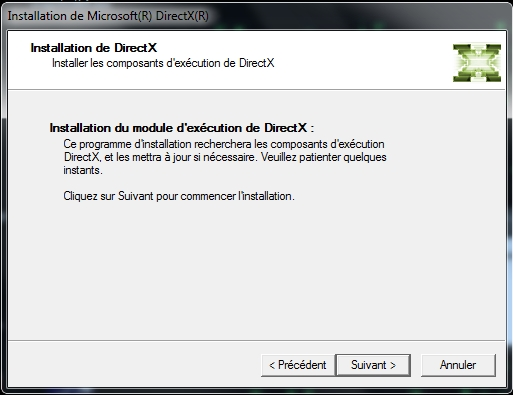 Installation de Microsoft(R) DirectX(R)
Installation de DirectX
Installer les composants d'exécution de DirectX
Installation du module d'exécution de DirectX :
Ce programme d'installation recherchera les composants d'exécution
DirectX, et les mettra à jour si nécessaire. Veuillez patienter quelques
instants.
Cliquez sur Suivant pour commencer l'installation.
< Précédent Suivant > Annuler